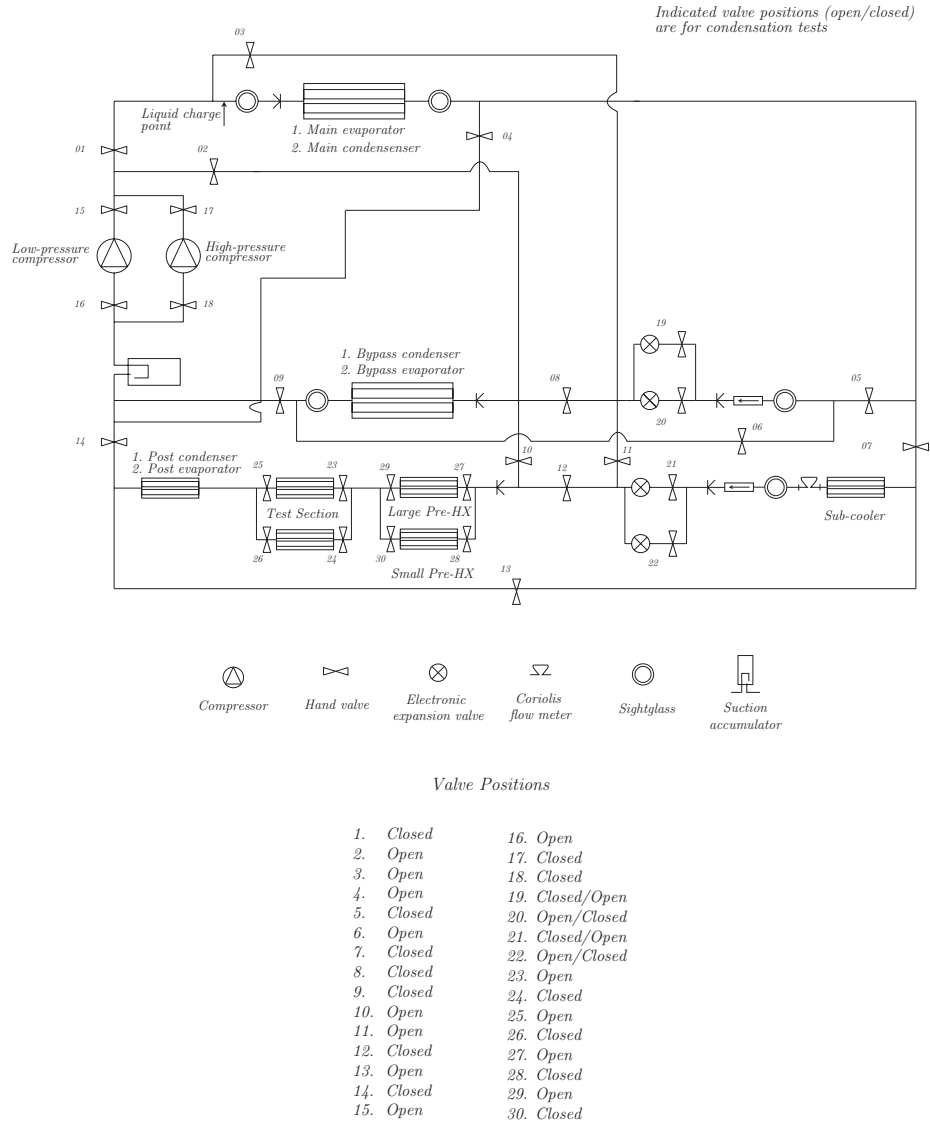 Indicated valve positions (open/closed)
are for condensation tests
03
Liquid charge
point
1. Main evaporator
2. Main condensenser
04
01
02
15
17
Low-pressure
compressor
High-pressure
compressor
16
18
19
1. Bypass condenser
2. Bypass evaporator
09
08
05
20
06
14
07
1. Post condenser
2. Post evaporator
25
23
29
27
10
12
11
21
Test Section
Large Pre-HX
Sub-cooler
26
24
30
28
22
Small Pre-HX
13
Compressor
Hand valve
Electronic
expansion valve
Coriolis
flow meter
Sightglass
Suction
accumulator
Valve Positions
1. Closed
2. Open
3. Open
4. Open
5. Closed
6. Open
7. Closed
8. Closed
9. Closed
10. Open
11. Open
12. Closed
13. Open
14. Closed
15. Open
16. Open
17. Closed
18. Closed
19. Closed/Open
20. Open/Closed
21. Closed/Open
22. Open/Closed
23. Open
24. Closed
25. Open
26. Closed
27. Open
28. Closed
29. Open
30. Closed